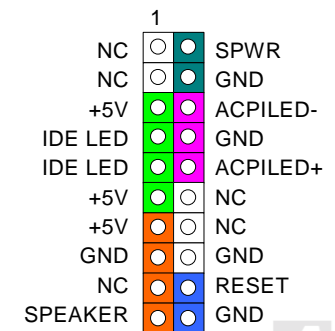 1
NC SPWR
NC GND
+5V ACPILED-
IDE LED GND
IDE LED ACPILED+
+5V NC
+5V NC
GND GND
NC RESET
SPEAKER GND